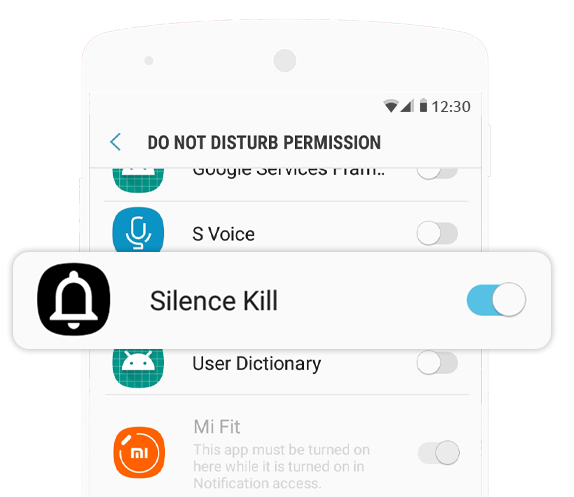 12:30
DO NOT DISTURB PERMISSION
Google Services Fram..
S Voice
Silence Kill
User Dictionary
Mi Fit
This app must be turned on
here while it is turned on in
Notification access.
mi